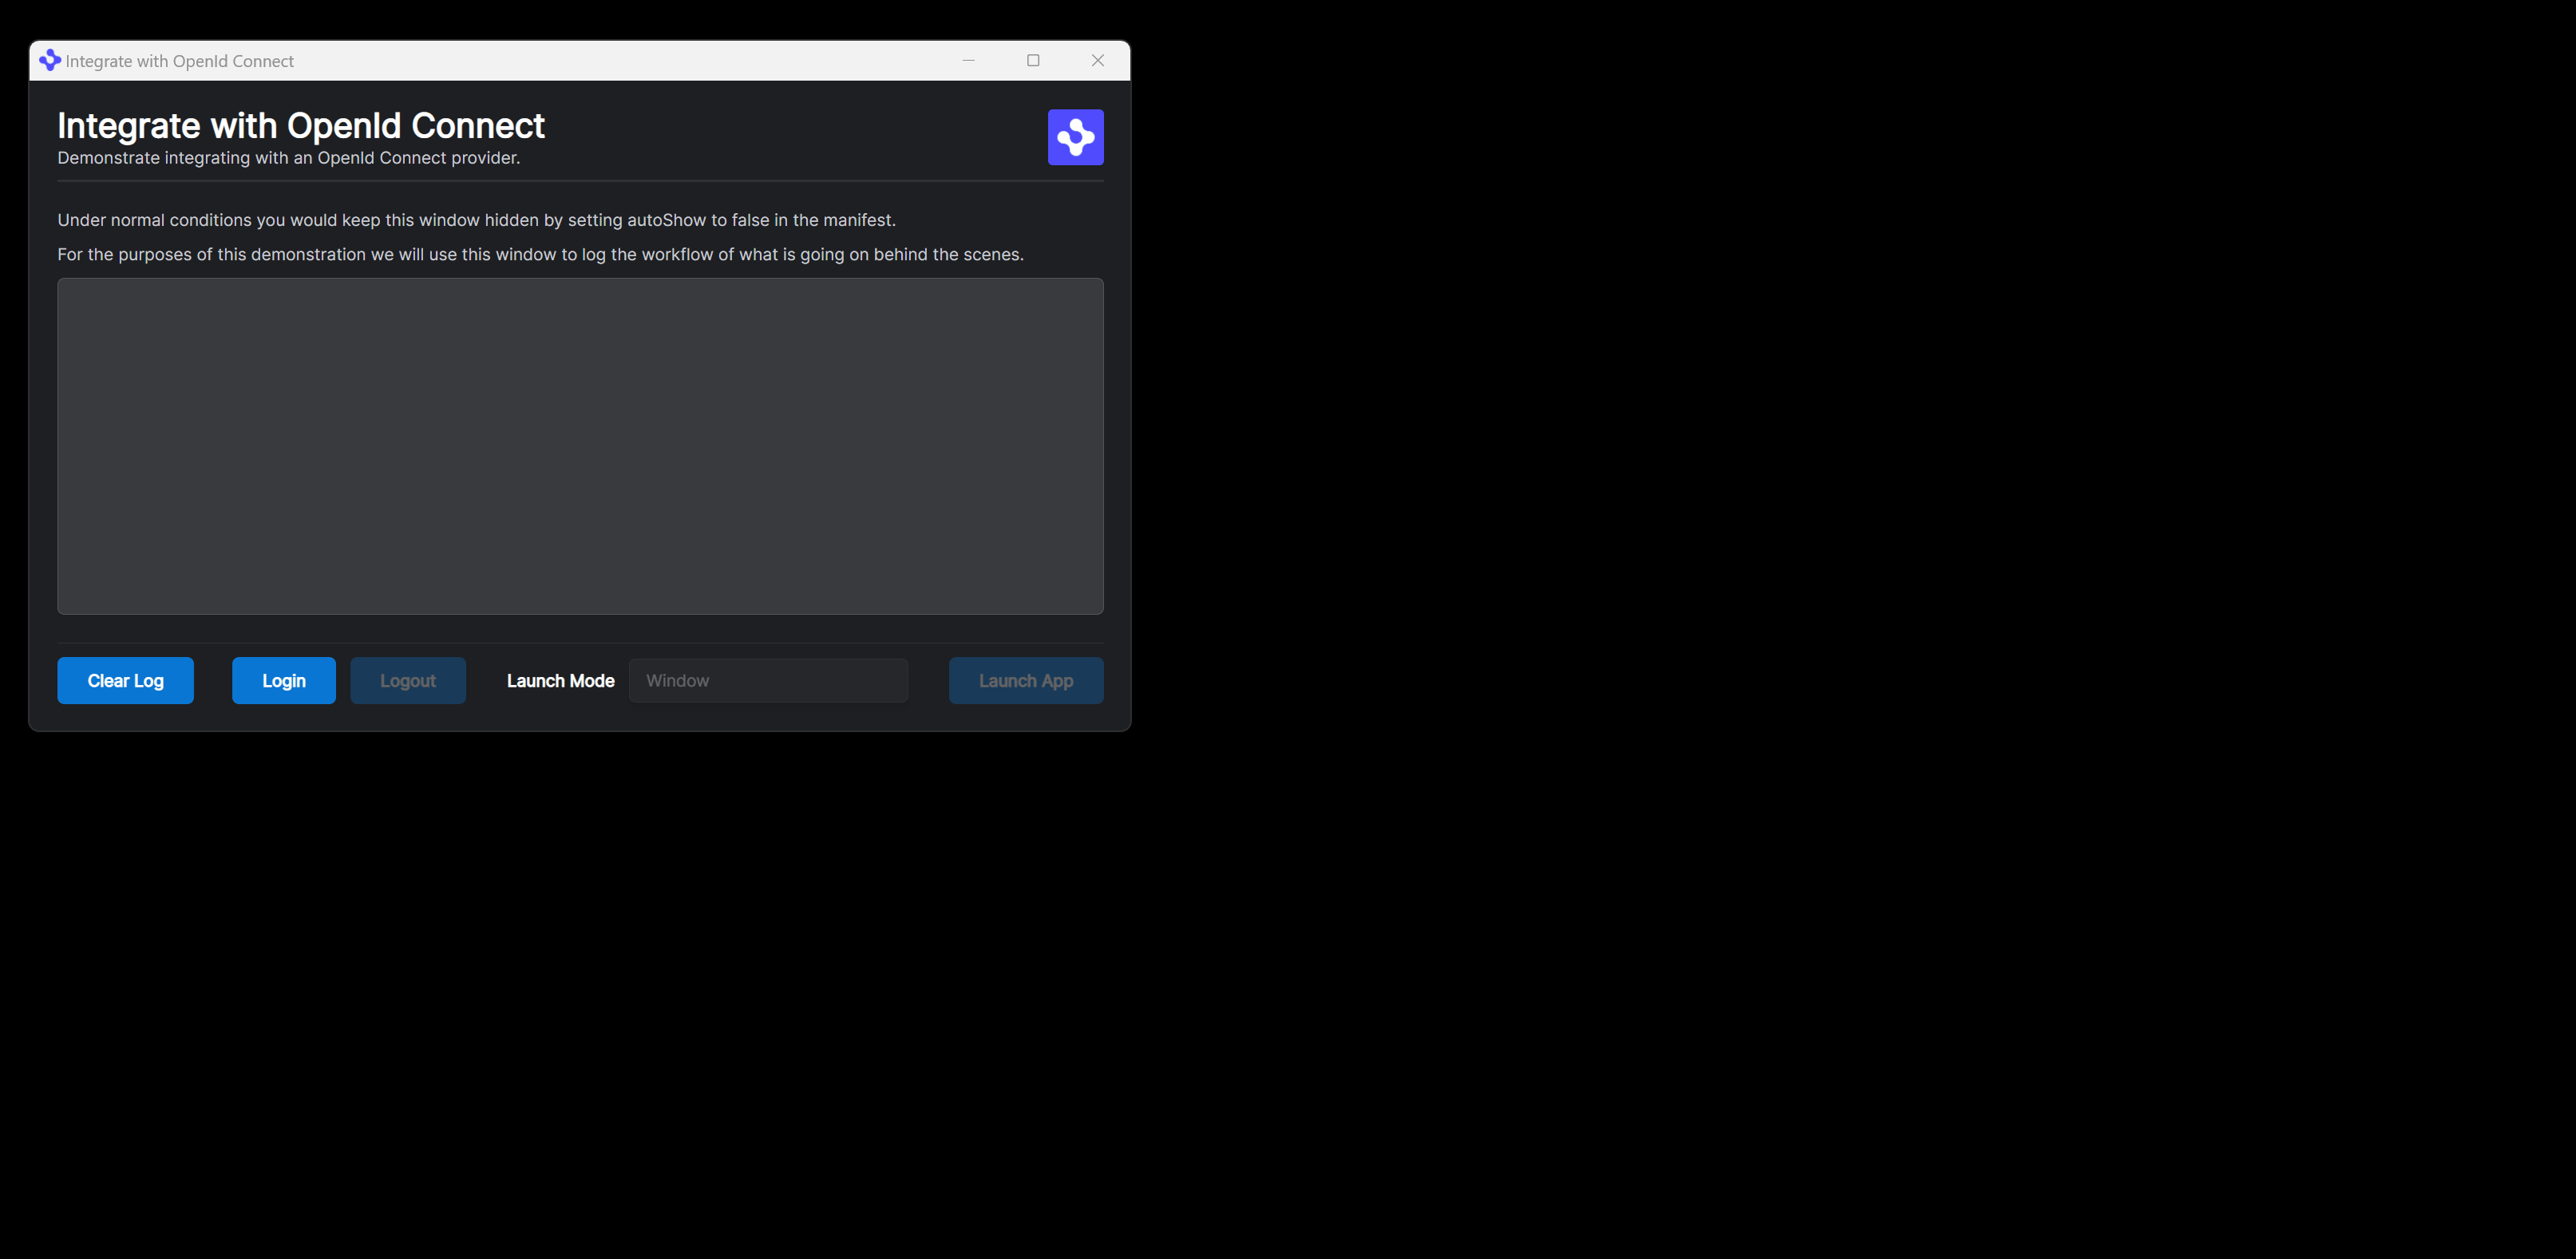 Integrate with OpenId Connect
Integrate with OpenId Connect
Demonstrate integrating with an OpenId Connect provider.
Under normal conditions you would keep this window hidden by setting autoShow to false in the manifest.
For the purposes of this demonstration we will use this window to log the workflow of what is going on behind the scenes.
Clear Log Login Logout Launch Mode Window Launch App